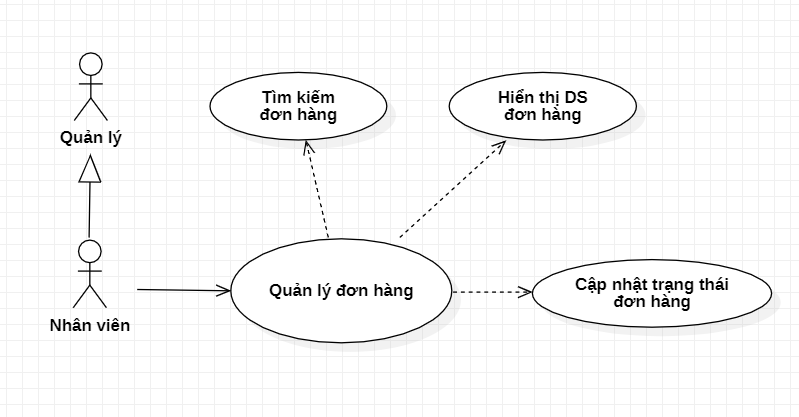 Quản lý
Tìm kiếm
đơn hàng
Hiển thị DS
đơn hàng
Quản lý đơn hàng
Cập nhật trạng thái
đơn hàng
Nhân viên